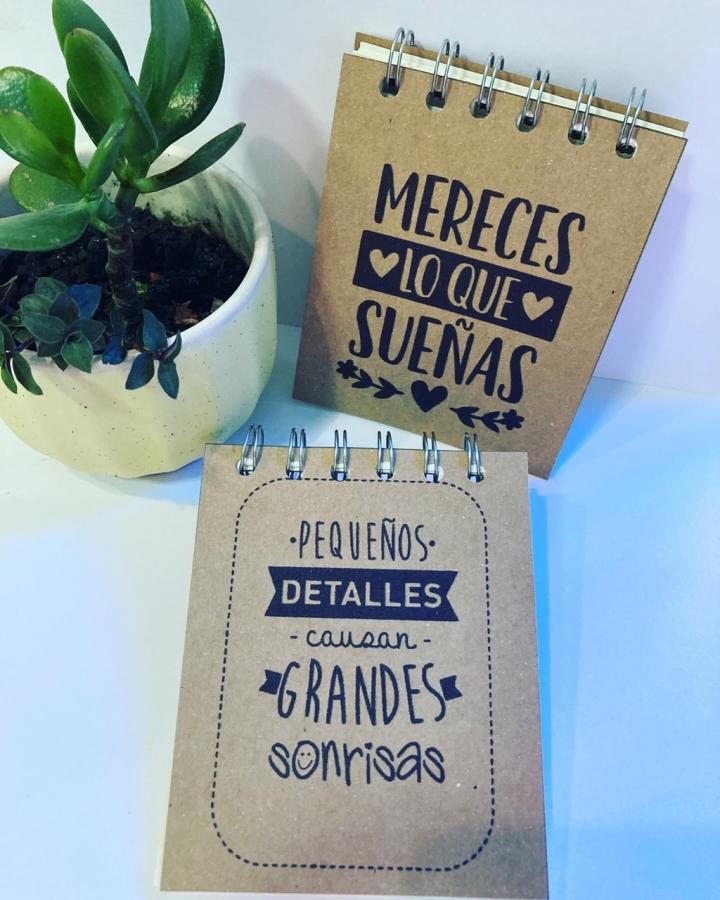 MERECES
LO QUE
SUEÑAS
·PEQUEÑOS·
DETALLES
- causan -
GRANDES
sonrisas